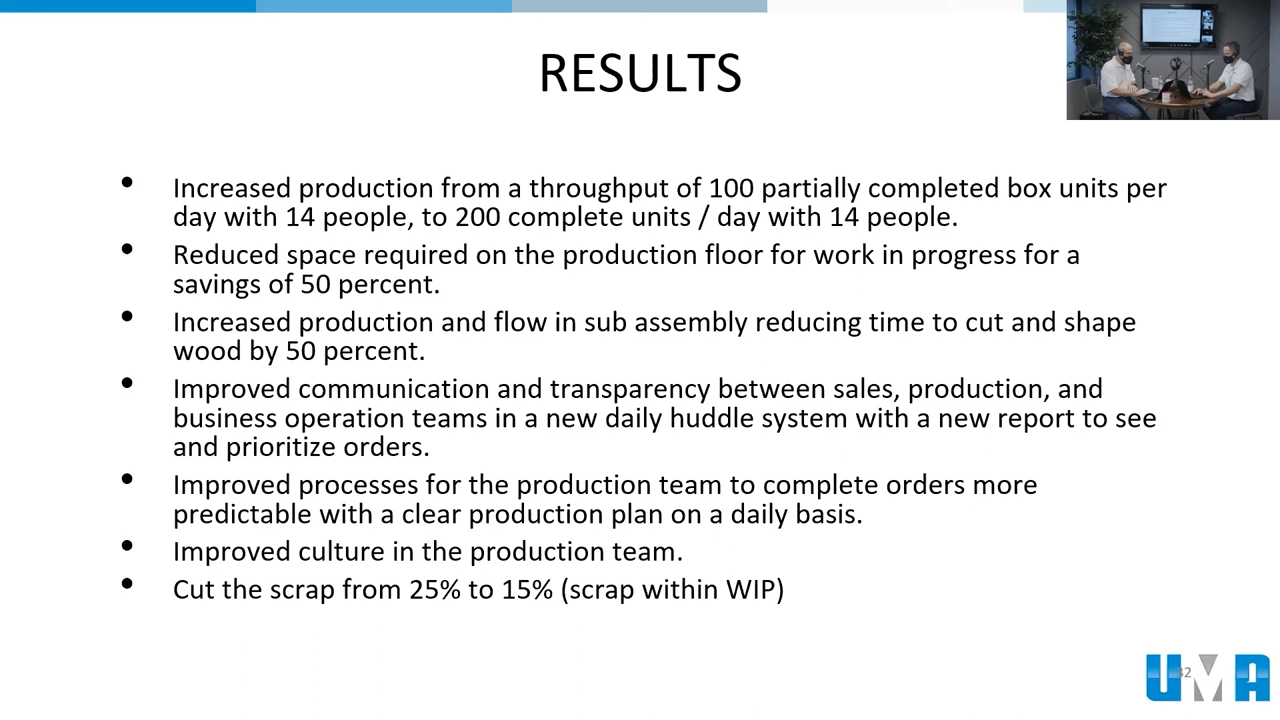 RESULTS
• Increased production from a throughput of 100 partially completed box units per
day with 14 people, to 200 complete units / day with 14 people.
• Reduced space required on the production floor for work in progress for a
savings of 50 percent.
• Increased production and flow in sub assembly reducing time to cut and shape
wood by 50 percent.
• Improved communication and transparency between sales, production, and
business operation teams in a new daily huddle system with a new report to see
and prioritize orders.
• Improved processes for the production team to complete orders more
predictable with a clear production plan on a daily basis.
• Improved culture in the production team.
• Cut the scrap from 25% to 15% (scrap within WIP)
32
UMA